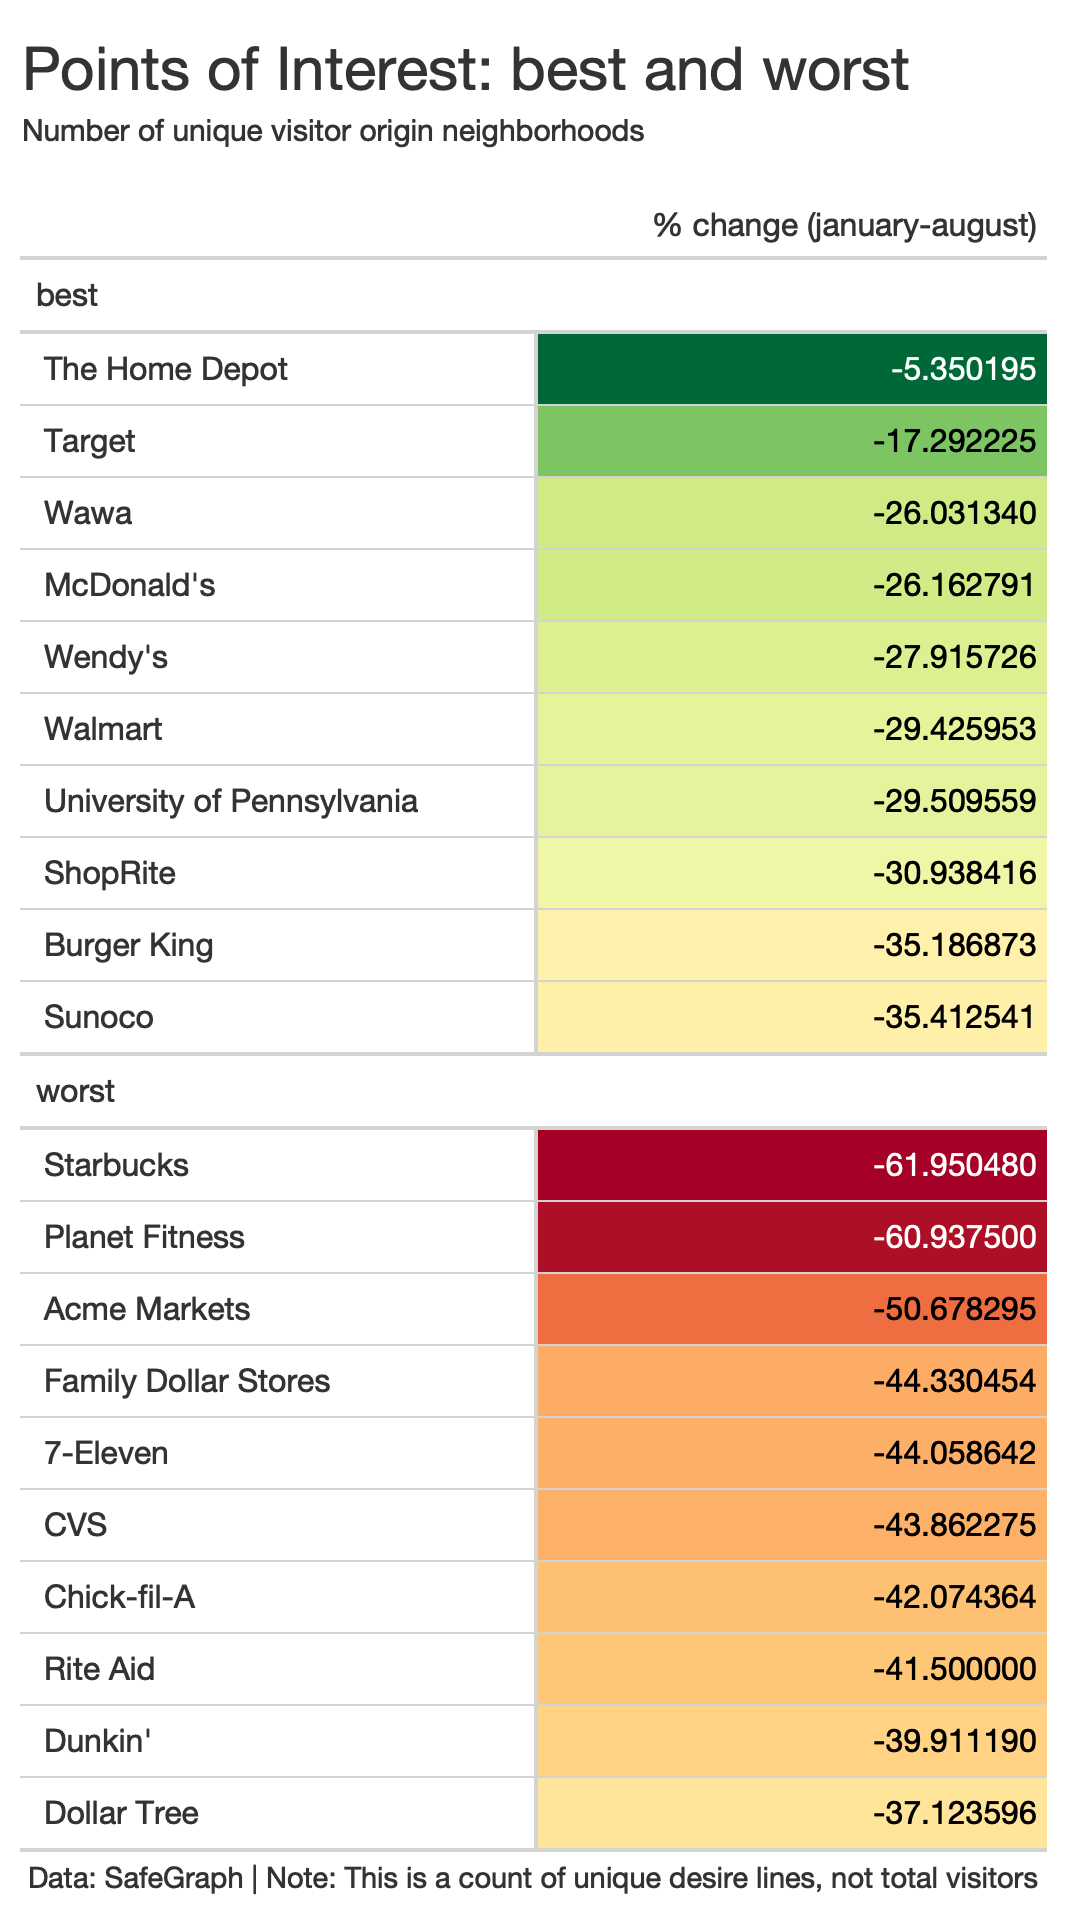 Points of Interest: best and worst
Number of unique visitor origin neighborhoods
% change (january-august)
best
The Home Depot -5.350195
Target -17.292225
Wawa -26.031340
McDonald's -26.162791
Wendy's -27.915726
Walmart -29.425953
University of Pennsylvania -29.509559
ShopRite -30.938416
Burger King -35.186873
Sunoco -35.412541
worst
Starbucks -61.950480
Planet Fitness -60.937500
Acme Markets -50.678295
Family Dollar Stores -44.330454
7-Eleven -44.058642
CVS -43.862275
Chick-fil-A -42.074364
Rite Aid -41.500000
Dunkin' -39.911190
Dollar Tree -37.123596
Data: SafeGraph | Note: This is a count of unique desire lines, not total visitors